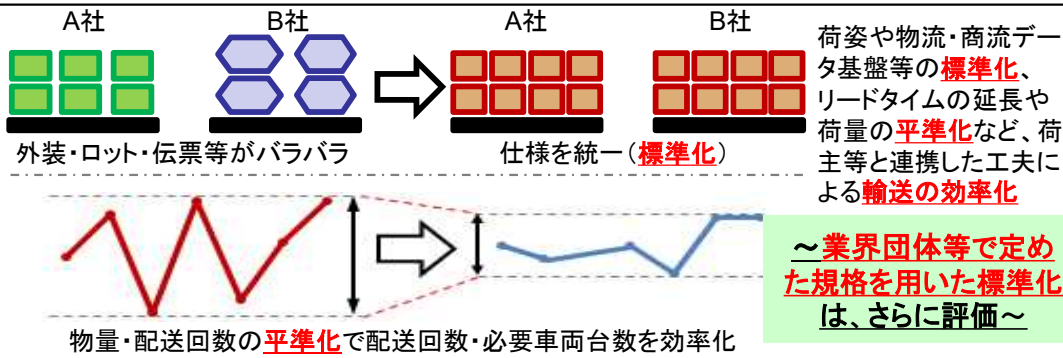 A社
B社
A社
B社
外装・ロット・伝票等がバラバラ
仕様を統一(標準化)
荷姿や物流・商流デー
タ基盤等の標準化、
リードタイムの延長や
荷量の平準化など、荷
主等と連携した工夫に
よる輸送の効率化
物量・配送回数の平準化で配送回数・必要車両台数を効率化
~業界団体等で定め
た規格を用いた標準化
は、さらに評価~